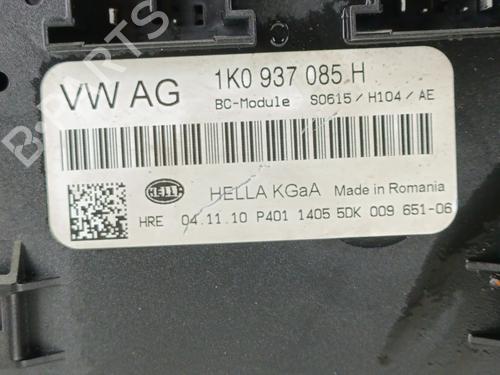 VW AG
1K0 937 085 H
BC-Module S0615 / H104 / AE
HELLA
HELLA KGaA Made in Romania
HRE 04.11.10 P401 1405 5DK 009 651-06
B-PARTS